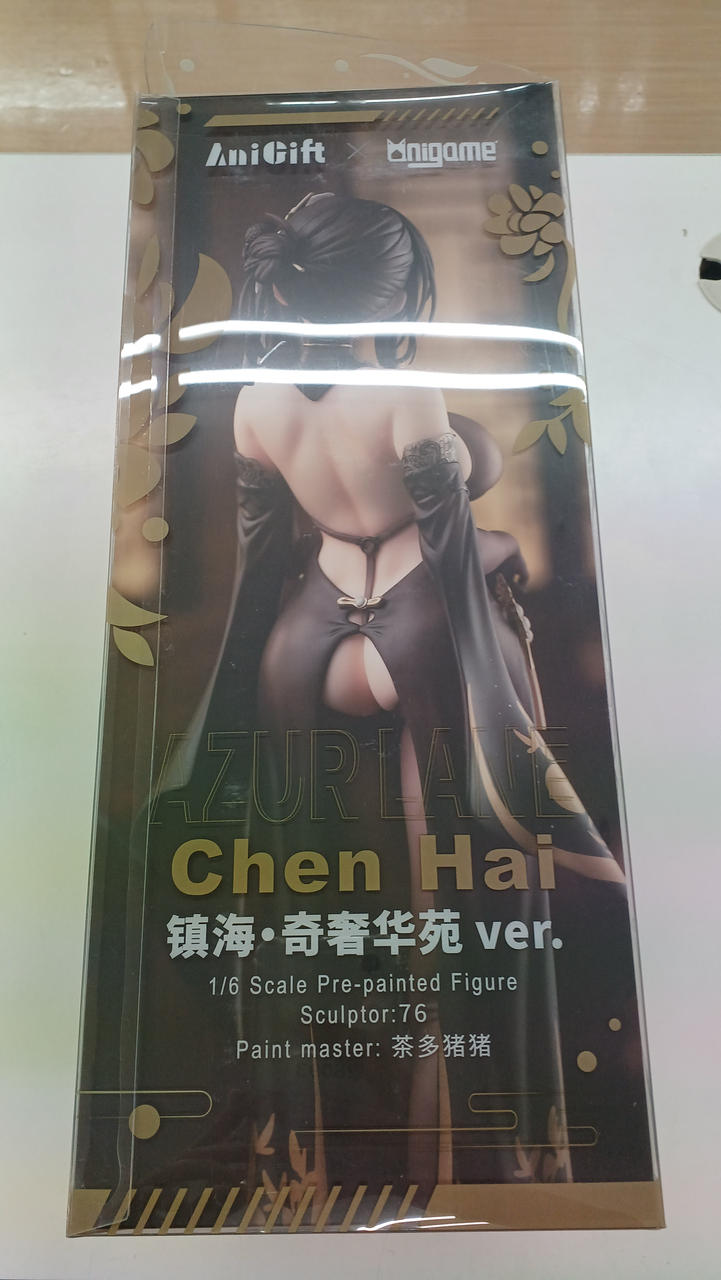 AniGift × Onigame
AZUR LANE
Chen Hai
镇海·奇奢华苑 ver.
1/6 Scale Pre-painted Figure
Sculptor:76
Paint master: 茶多猪猪